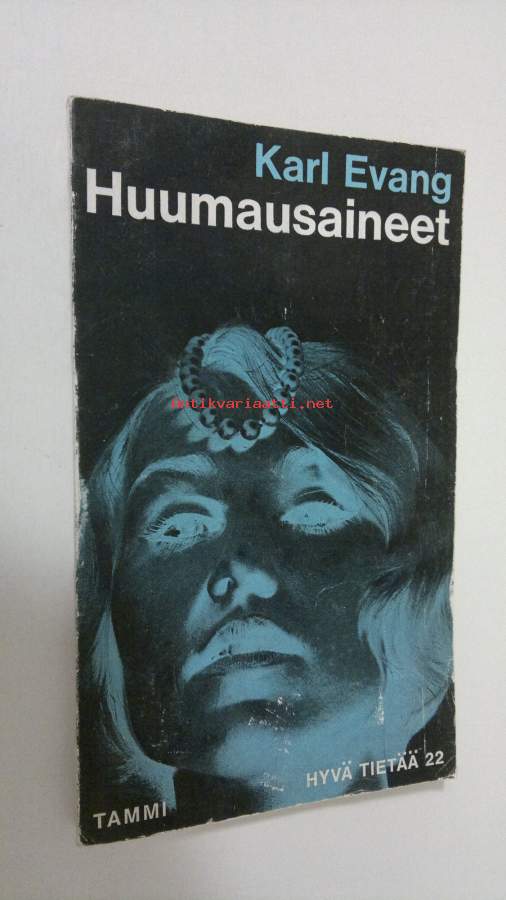 Karl Evang
Huumausaineet
antikvariaatti.net
HYVÄ TIETÄÄ 22
TAMMI